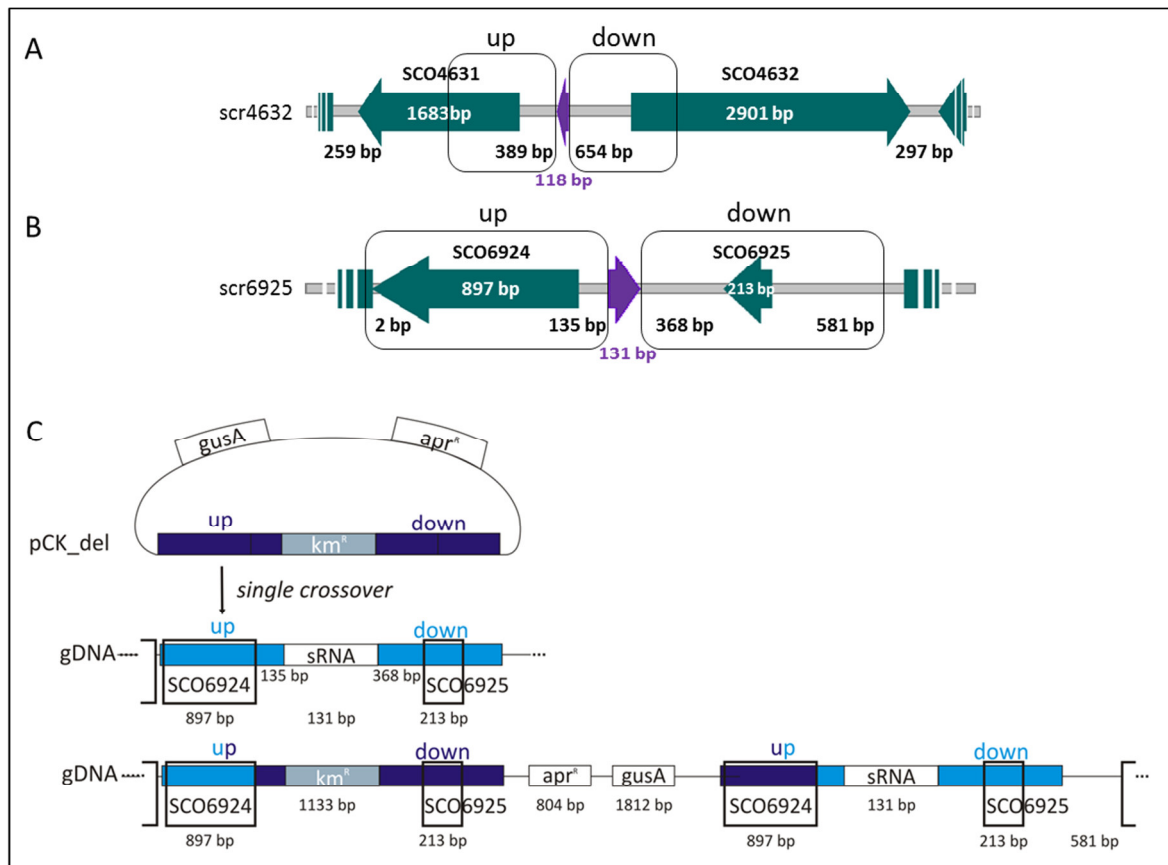 A
up down
SCO4631 SCO4632
scr4632 1683bp 2901 bp
259 bp 389 bp 654 bp 297 bp
118 bp
B
up down
SCO6924 SCO6925
scr6925 897 bp 213 bp
2 bp 135 bp 368 bp 581 bp
131 bp
C
gusA apr^R
up down
pCK_del km^R
single crossover
up down
gDNA sRNA ...
135 bp 368 bp
SCO6924 SCO6925
897 bp 131 bp 213 bp
up down up down
gDNA km^R apr^R gusA sRNA ...
SCO6924 1133 bp SCO6925 804 bp 1812 bp SCO6924 131 bp SCO6925
897 bp 213 bp 897 bp 213 bp 581 bp